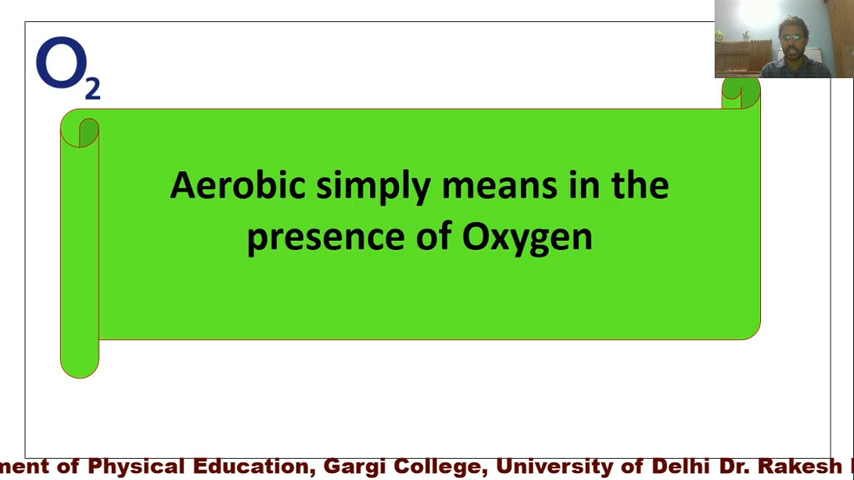 O2
Aerobic simply means in the
presence of Oxygen
ment of Physical Education, Gargi College, University of Delhi Dr. Rakesh